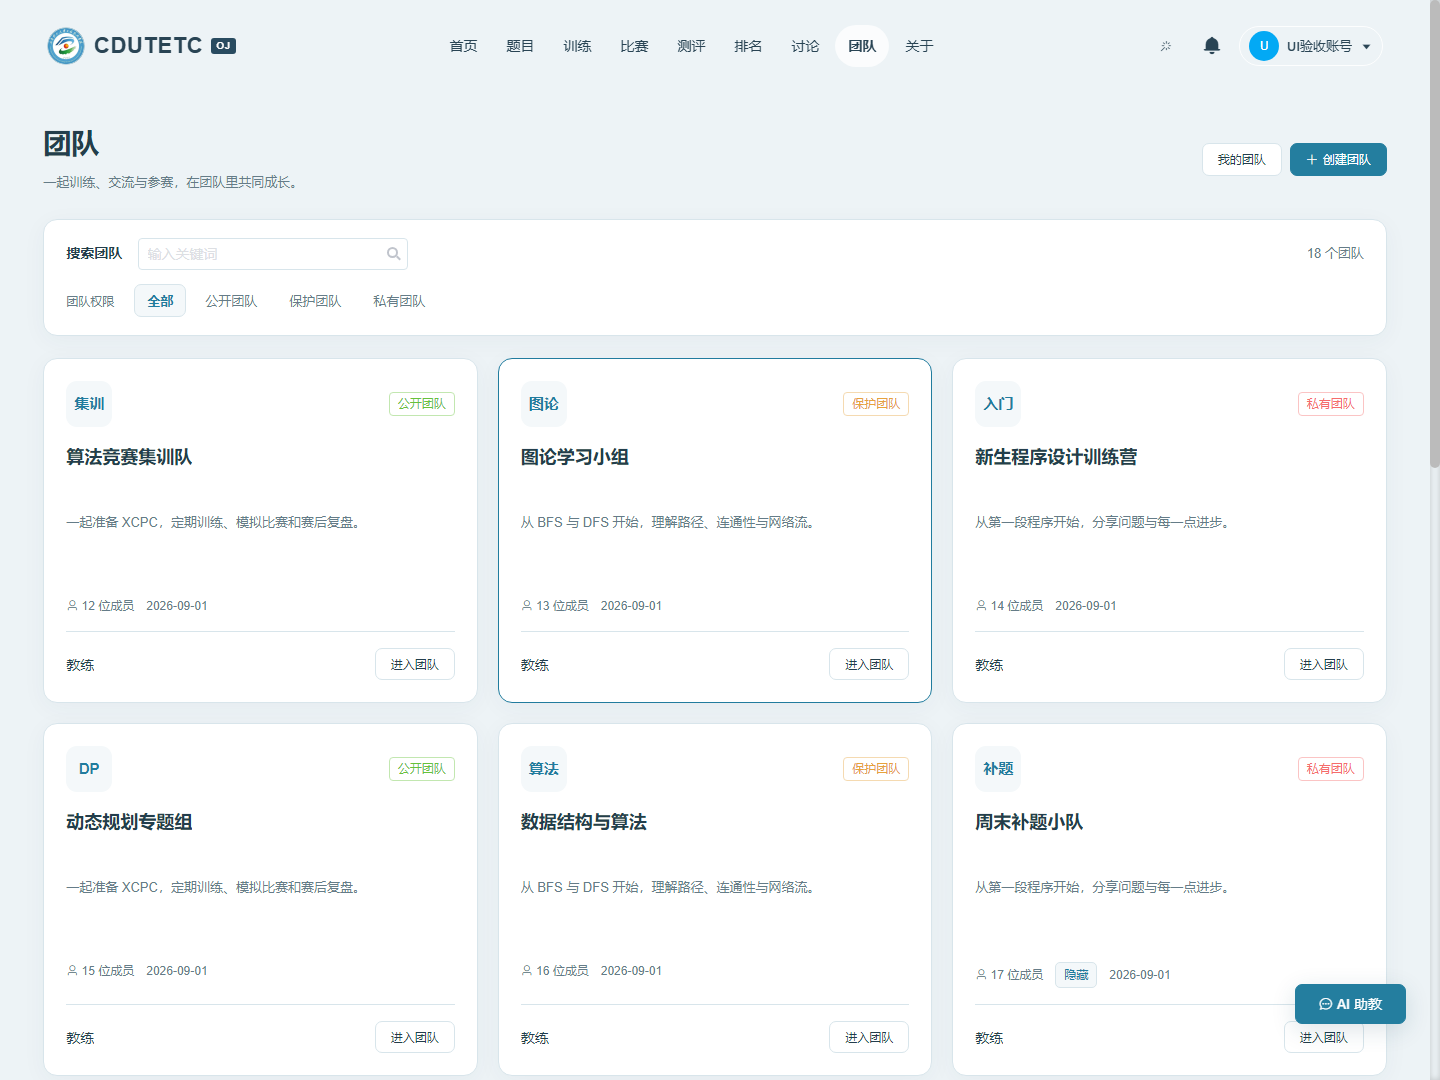 CDUTETC OJ
首页 题目 训练 比赛 测评 排名 讨论 团队 关于
U UI验收账号
团队
一起训练、交流与参赛，在团队里共同成长。
我的团队
创建团队
搜索团队 输入关键词
18 个团队
团队权限 全部 公开团队 保护团队 私有团队
集训 公开团队
算法竞赛集训队
一起准备 XCPC，定期训练、模拟比赛和赛后复盘。
12 位成员 2026-09-01
教练 进入团队
图论 保护团队
图论学习小组
从 BFS 与 DFS 开始，理解路径、连通性与网络流。
13 位成员 2026-09-01
教练 进入团队
入门 私有团队
新生程序设计训练营
从第一段程序开始，分享问题与每一点进步。
14 位成员 2026-09-01
教练 进入团队
DP 公开团队
动态规划专题组
一起准备 XCPC，定期训练、模拟比赛和赛后复盘。
15 位成员 2026-09-01
教练 进入团队
算法 保护团队
数据结构与算法
从 BFS 与 DFS 开始，理解路径、连通性与网络流。
16 位成员 2026-09-01
教练 进入团队
补题 私有团队
周末补题小队
从第一段程序开始，分享问题与每一点进步。
17 位成员 隐藏 2026-09-01
教练 进入团队
AI 助教